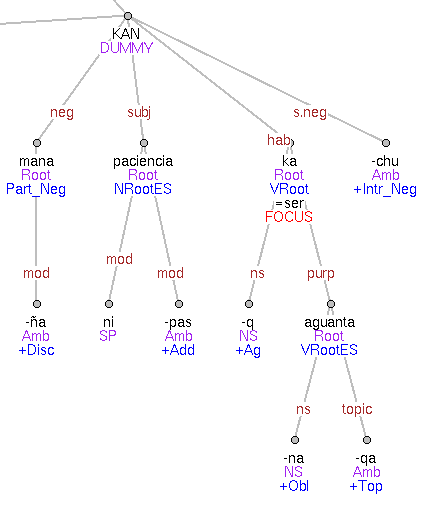 KAN
DUMMY
neg
subj
hab
s.neg
mana
Root
Part_Neg
paciencia
Root
NRootES
ka
Root
VRoot
=ser
FOCUS
-chu
Amb
+Intr_Neg
mod
mod
mod
ns
purp
-ña
Amb
+Disc
ni
SP
-pas
Amb
+Add
-q
NS
+Ag
aguanta
Root
VRootES
ns
topic
-na
NS
+Obl
-qa
Amb
+Top